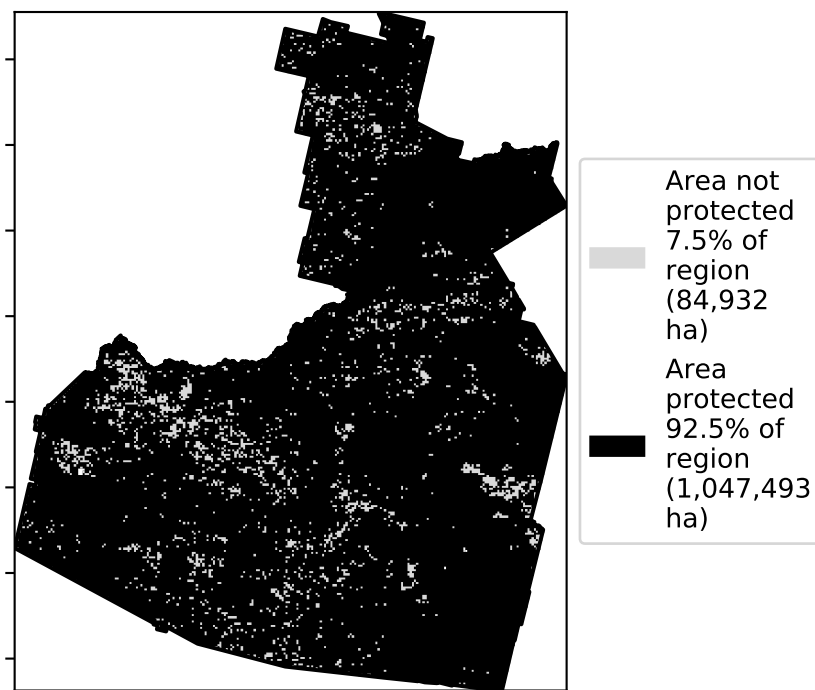 Area not
protected
7.5% of
region
(84,932
ha)
Area
protected
92.5% of
region
(1,047,493
ha)